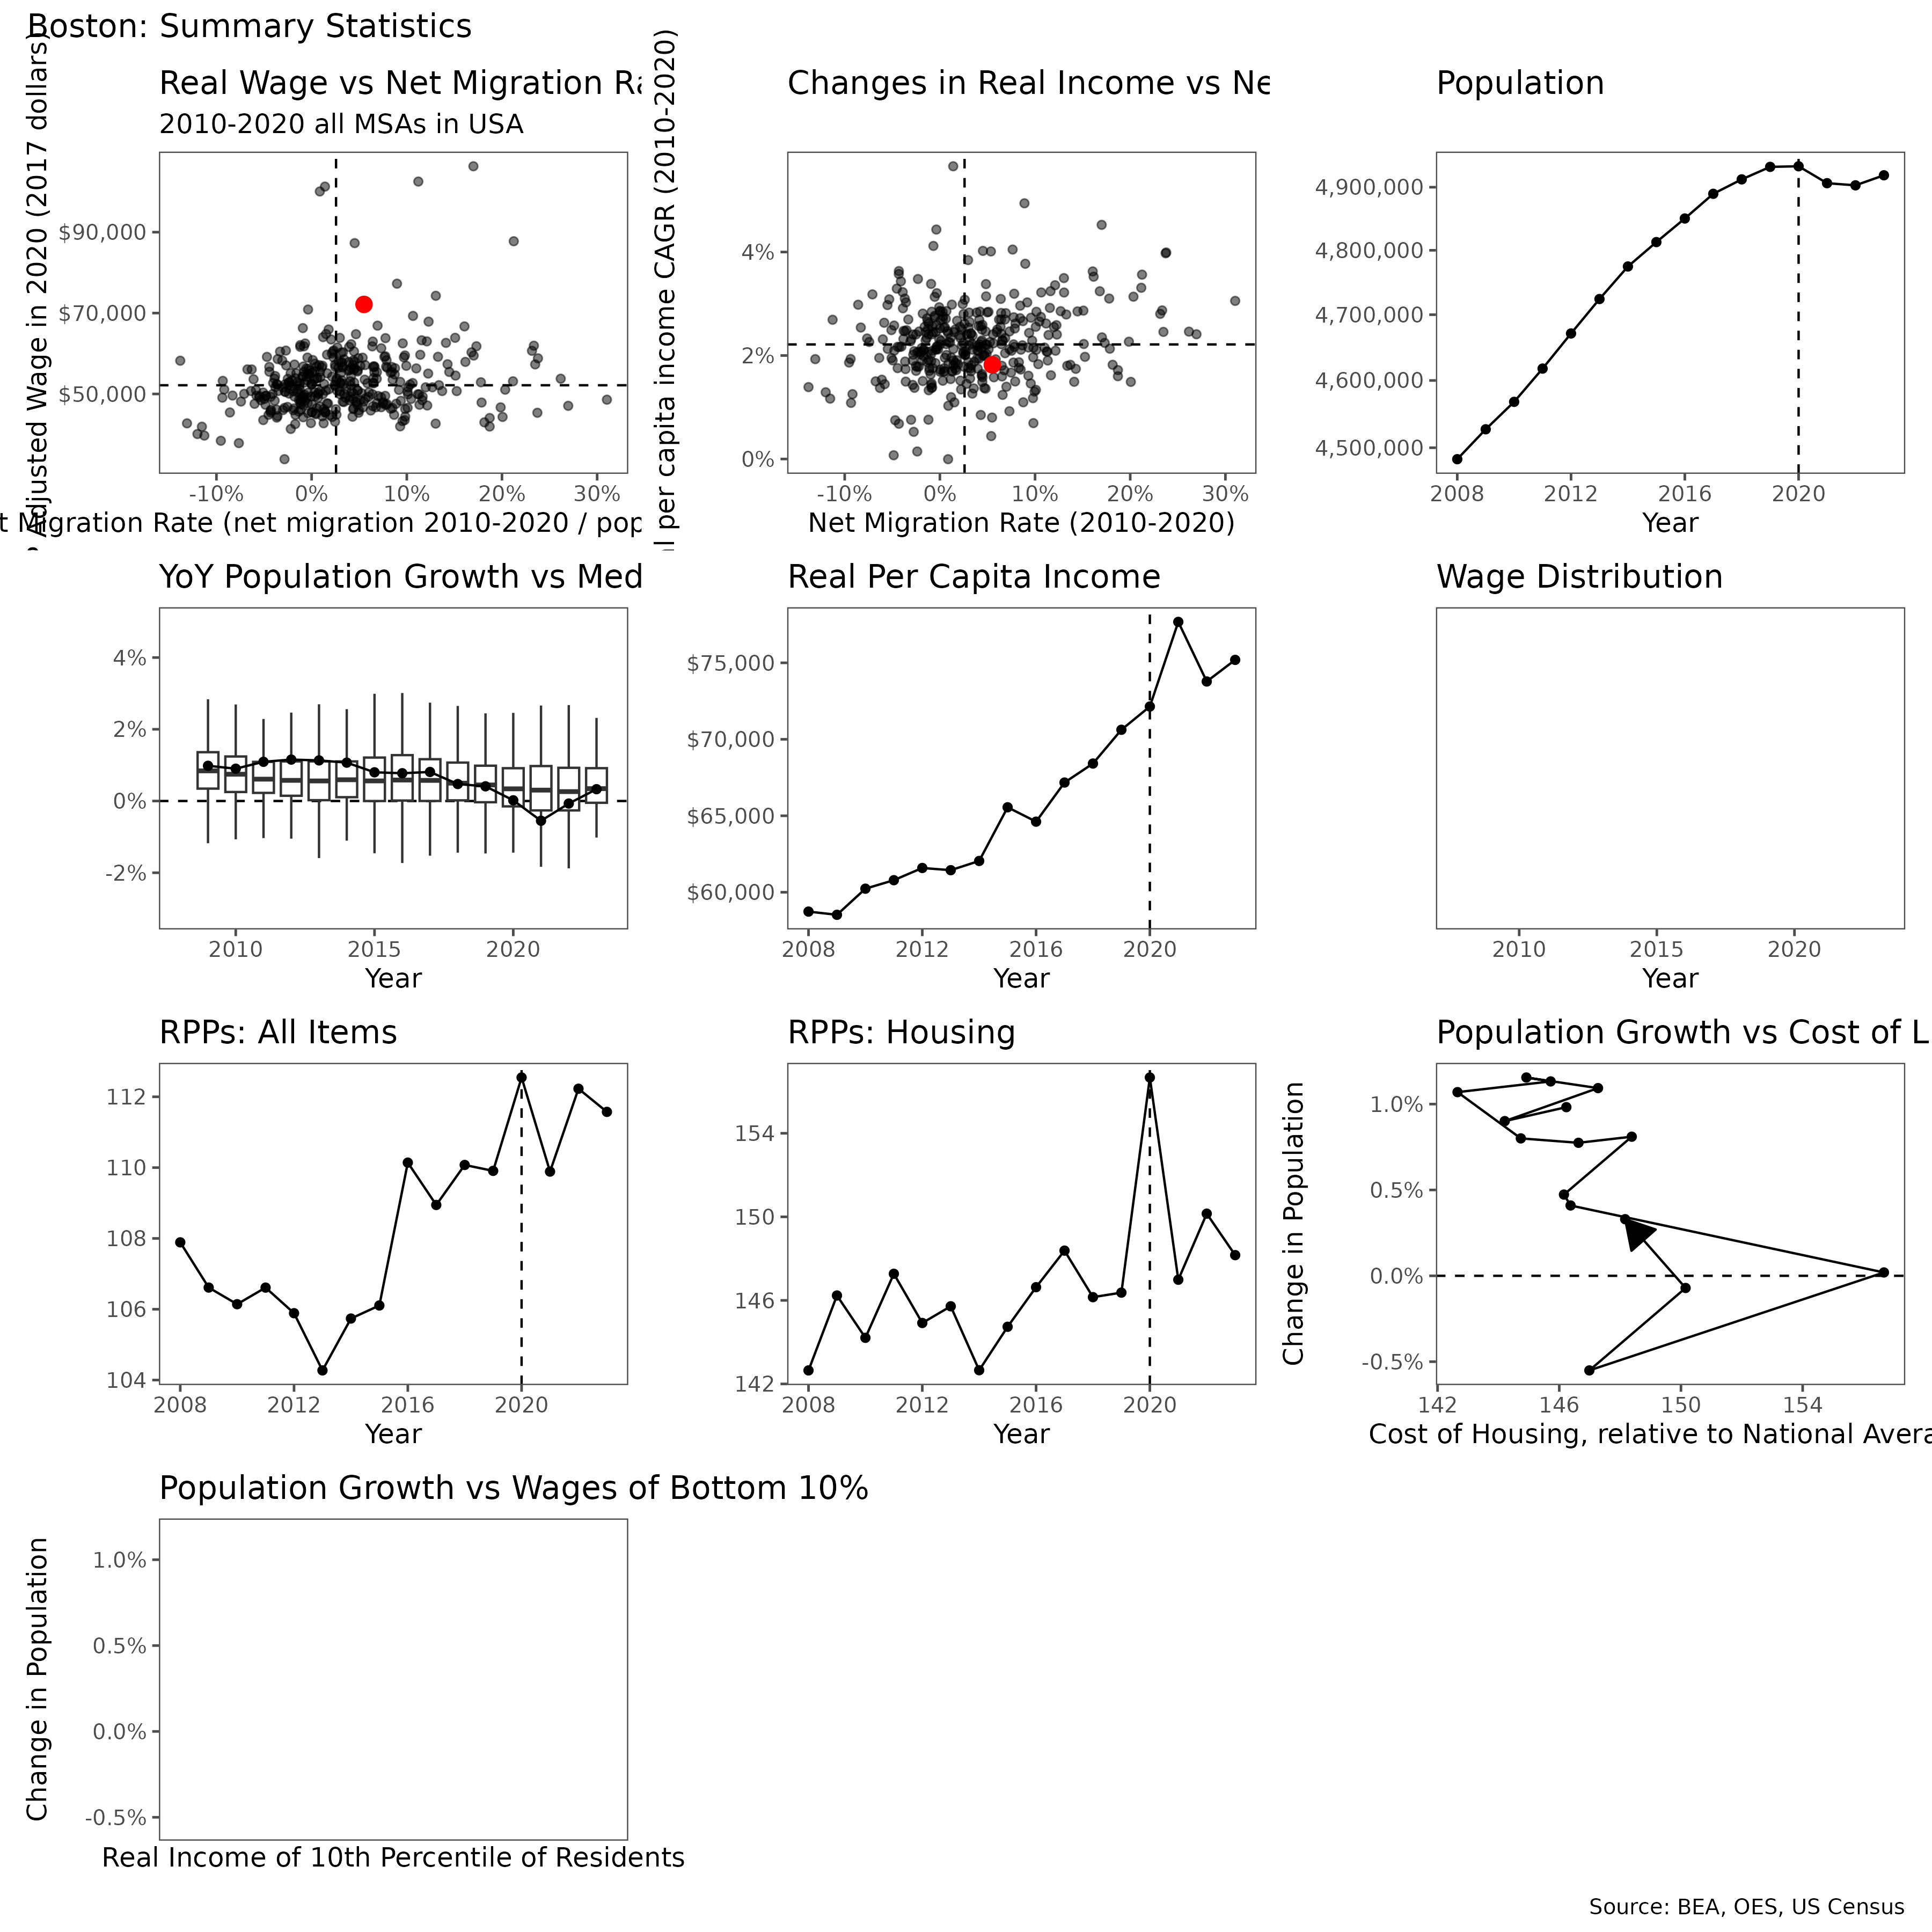 Boston: Summary Statistics
Real Wage vs Net Migration Ra
2010-2020 all MSAs in USA
Adjusted Wage in 2020 (2017 dollars)
$90,000
$70,000
$50,000
-10% 0% 10% 20% 30%
t Migration Rate (net migration 2010-2020 / pop
Changes in Real Income vs Ne
l per capita income CAGR (2010-2020)
4%
2%
0%
-10% 0% 10% 20% 30%
Net Migration Rate (2010-2020)
Population
4,900,000
4,800,000
4,700,000
4,600,000
4,500,000
2008 2012 2016 2020
Year
YoY Population Growth vs Med
4%
2%
0%
-2%
2010 2015 2020
Year
Real Per Capita Income
$75,000
$70,000
$65,000
$60,000
2008 2012 2016 2020
Year
Wage Distribution
2010 2015 2020
Year
RPPs: All Items
112
110
108
106
104
2008 2012 2016 2020
Year
RPPs: Housing
154
150
146
142
2008 2012 2016 2020
Year
Population Growth vs Cost of L
Change in Population
1.0%
0.5%
0.0%
-0.5%
142 146 150 154
Cost of Housing, relative to National Avera
Population Growth vs Wages of Bottom 10%
Change in Population
1.0%
0.5%
0.0%
-0.5%
Real Income of 10th Percentile of Residents
Source: BEA, OES, US Census